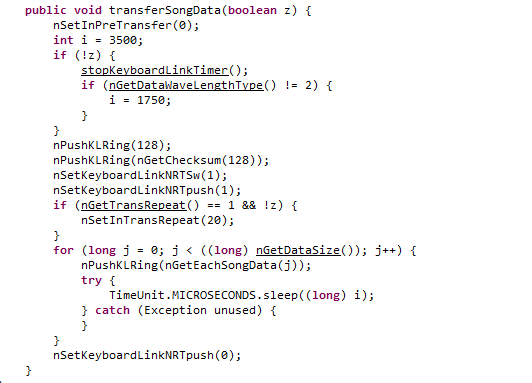 public void transferSongData(boolean z) {
    nSetInPreTransfer(0);
    int i = 3500;
    if (!z) {
        stopKeyboardLinkTimer();
        if (nGetDataWaveLengthType() != 2) {
            i = 1750;
        }
    }
    nPushKLRing(128);
    nPushKLRing(nGetChecksum(128));
    nSetKeyboardLinkNRTSw(1);
    nSetKeyboardLinkNRTpush(1);
    if (nGetTransRepeat() == 1 && !z) {
        nSetInTransRepeat(20);
    }
    for (long j = 0; j < ((long) nGetDataSize()); j++) {
        nPushKLRing(nGetEachSongData(j));
        try {
            TimeUnit.MICROSECONDS.sleep((long) i);
        } catch (Exception unused) {
        }
    }
    nSetKeyboardLinkNRTpush(0);
}